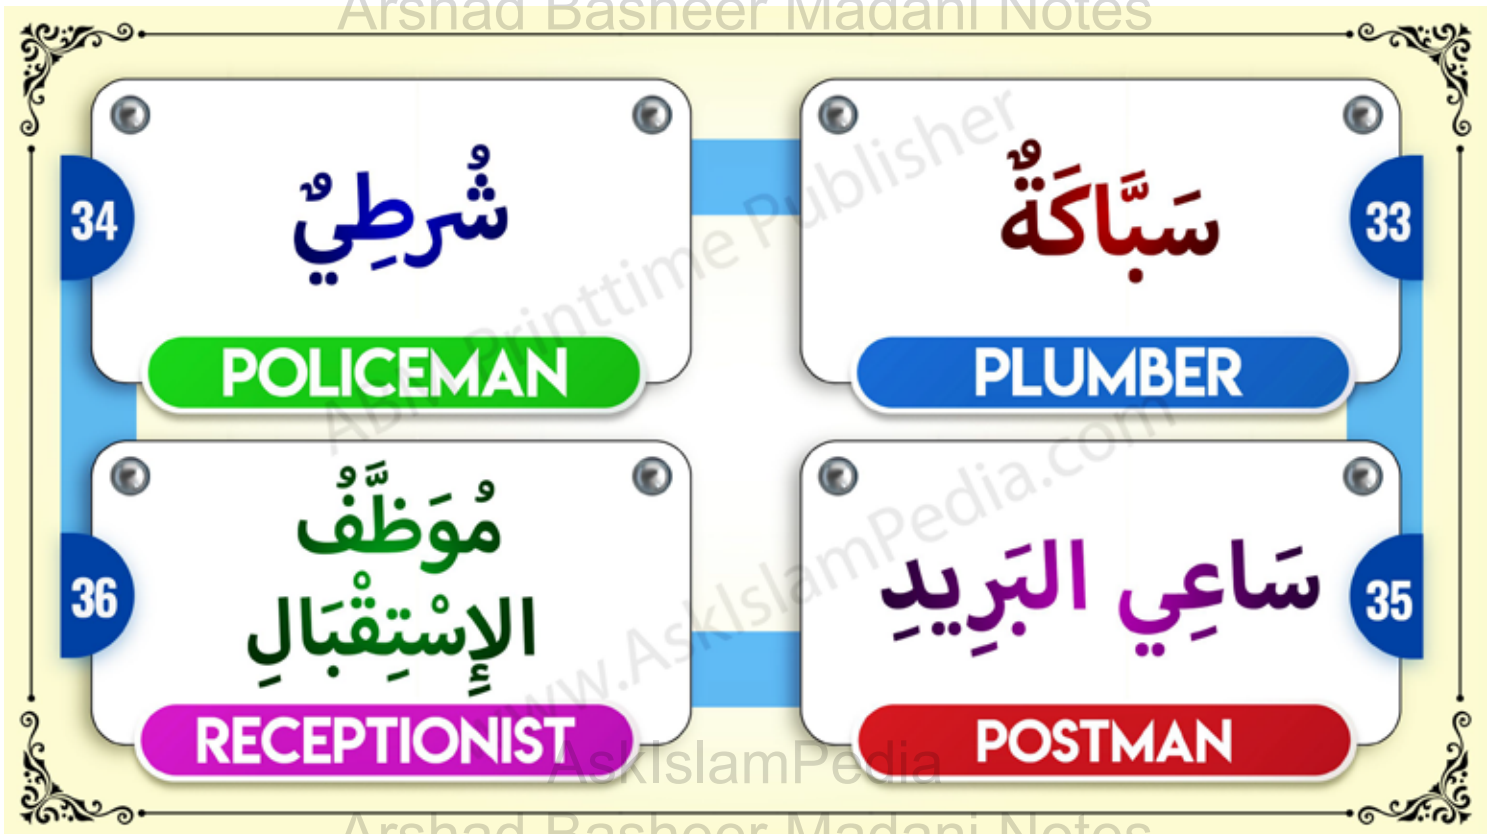 Arshad Basheer Madani Notes
33
سَبَّاكَةٌ
PLUMBER
34
شُرطِيٌ
POLICEMAN
35
سَاعِي البَرِيدِ
POSTMAN
36
مُوَظَّفُ
الإِسْتِقْبَالِ
RECEPTIONIST
Printtime Publisher
www.AskIslamPedia.com
AskIslamPedia
Arshad Basheer Madani Notes